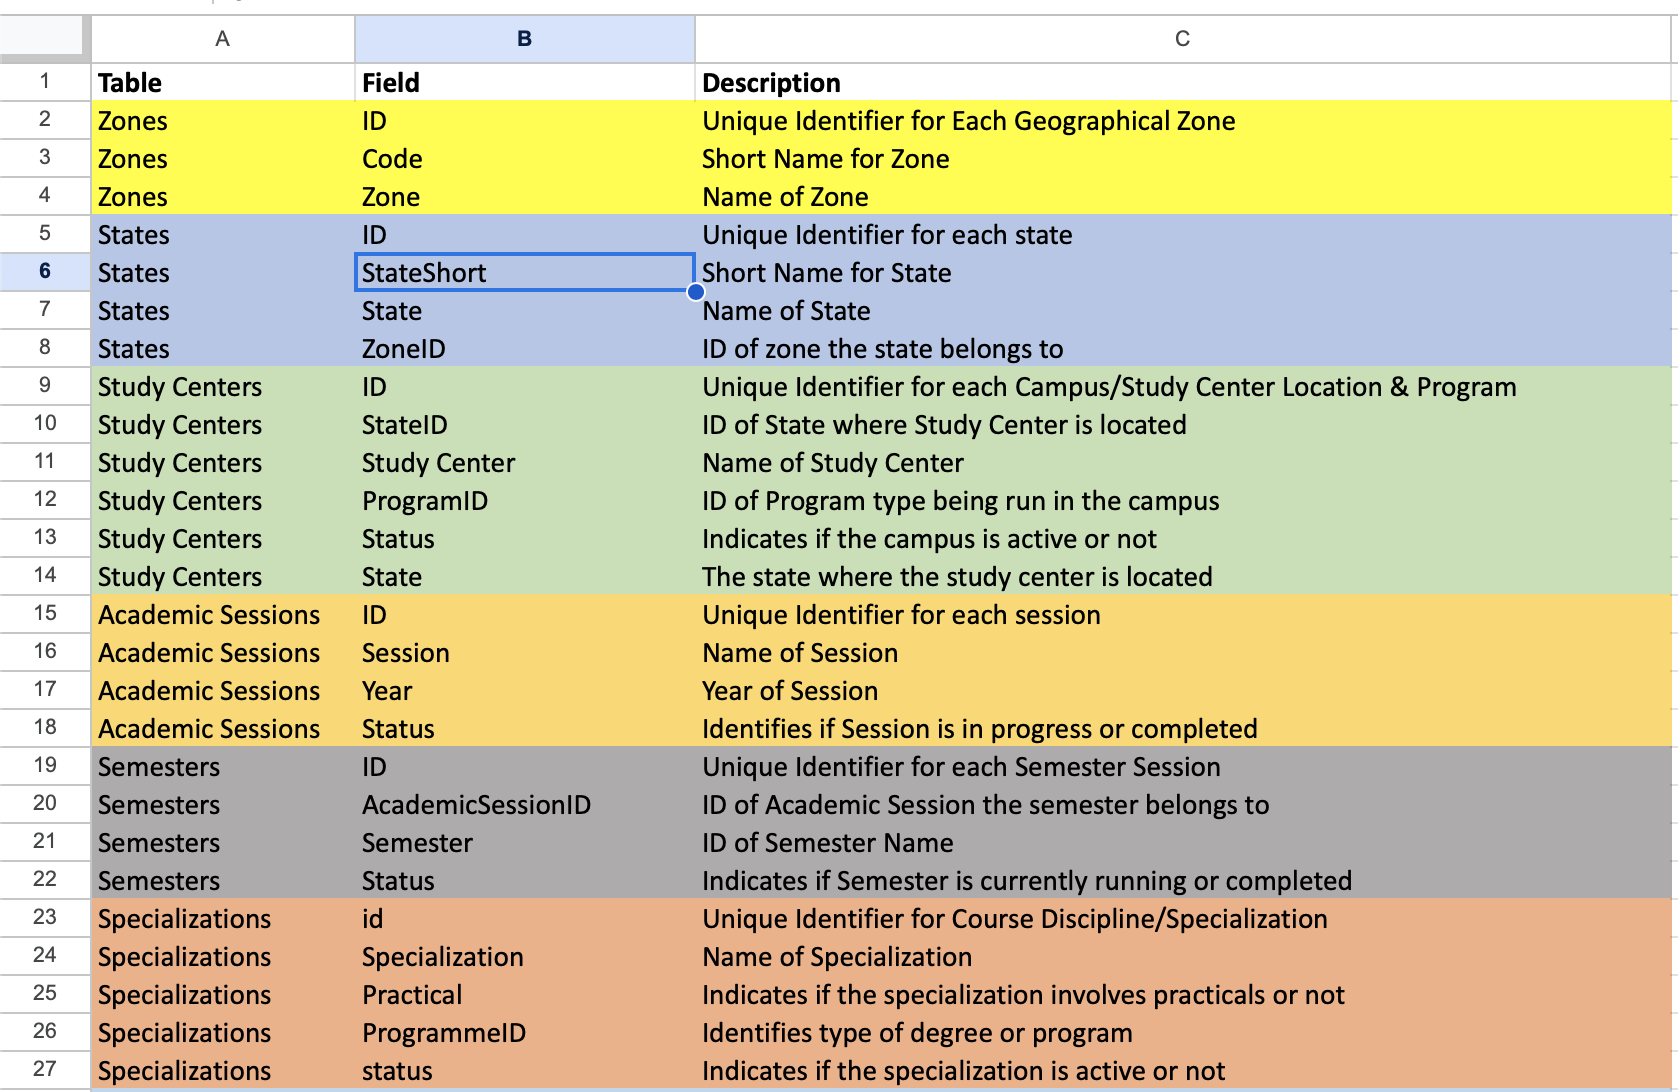 A B C
1 Table Field Description
2 Zones ID Unique Identifier for Each Geographical Zone
3 Zones Code Short Name for Zone
4 Zones Zone Name of Zone
5 States ID Unique Identifier for each state
6 States StateShort Short Name for State
7 States State Name of State
8 States ZoneID ID of zone the state belongs to
9 Study Centers ID Unique Identifier for each Campus/Study Center Location & Program
10 Study Centers StateID ID of State where Study Center is located
11 Study Centers Study Center Name of Study Center
12 Study Centers ProgramID ID of Program type being run in the campus
13 Study Centers Status Indicates if the campus is active or not
14 Study Centers State The state where the study center is located
15 Academic Sessions ID Unique Identifier for each session
16 Academic Sessions Session Name of Session
17 Academic Sessions Year Year of Session
18 Academic Sessions Status Identifies if Session is in progress or completed
19 Semesters ID Unique Identifier for each Semester Session
20 Semesters AcademicSessionID ID of Academic Session the semester belongs to
21 Semesters Semester ID of Semester Name
22 Semesters Status Indicates if Semester is currently running or completed
23 Specializations id Unique Identifier for Course Discipline/Specialization
24 Specializations Specialization Name of Specialization
25 Specializations Practical Indicates if the specialization involves practicals or not
26 Specializations ProgrammeID Identifies type of degree or program
27 Specializations status Indicates if the specialization is active or not